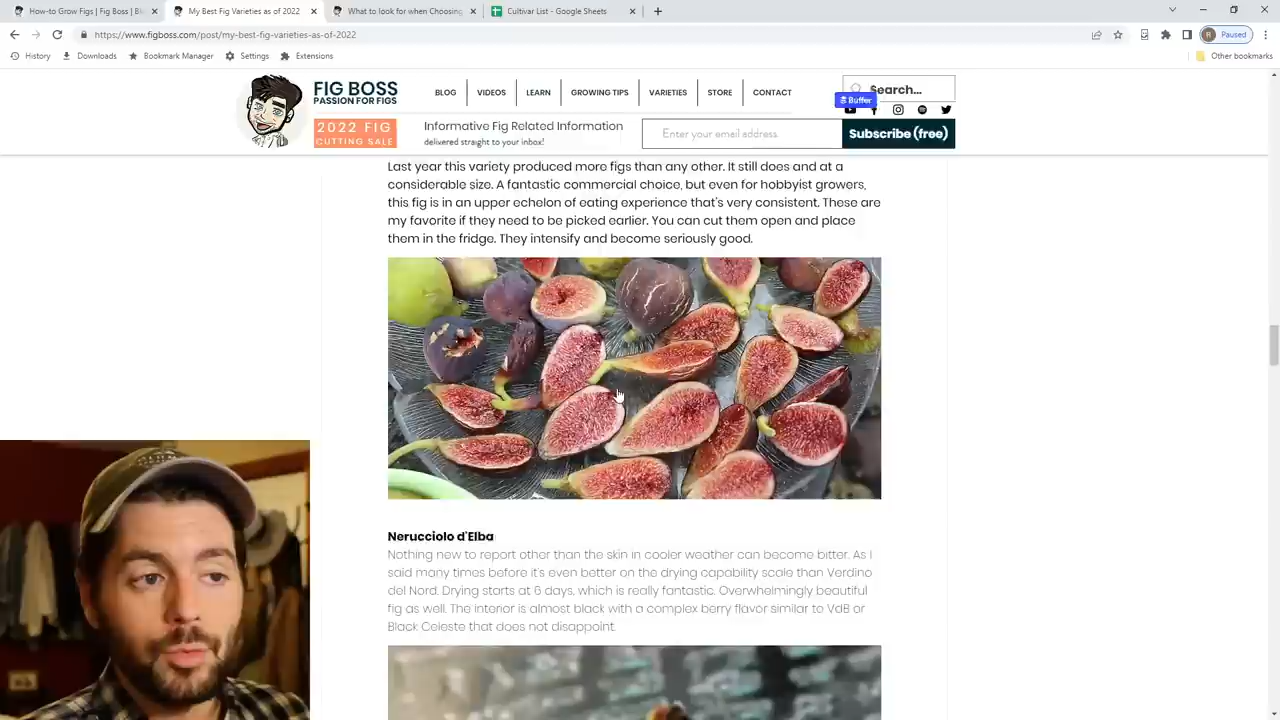 How-to Grow Figs | Fig Boss | Bl
My Best Fig Varieties as of 2022
What to look for when Choosing
Cultivar List - Google Sheets
https://www.figboss.com/post/my-best-fig-varieties-as-of-2022
R Paused
History
Downloads
Bookmark Manager
Settings
Extensions
Other bookmarks
FIG BOSS
PASSION FOR FIGS
BLOG
VIDEOS
LEARN
GROWING TIPS
VARIETIES
STORE
CONTACT
Search...
Buffer
2022 FIG
CUTTING SALE
Informative Fig Related Information
delivered straight to your inbox!
Enter your email address.
Subscribe (free)
Last year this variety produced more figs than any other. It still does and at a
considerable size. A fantastic commercial choice, but even for hobbyist growers,
this fig is in an upper echelon of eating experience that's very consistent. These are
my favorite if they need to be picked earlier. You can cut them open and place
them in the fridge. They intensify and become seriously good.
Nerucciolo d'Elba
Nothing new to report other than the skin in cooler weather can become bitter. As I
said many times before it's even better on the drying capability scale than Verdino
del Nord. Drying starts at 6 days, which is really fantastic. Overwhelmingly beautiful
fig as well. The interior is almost black with a complex berry flavor similar to VdB or
Black Celeste that does not disappoint.